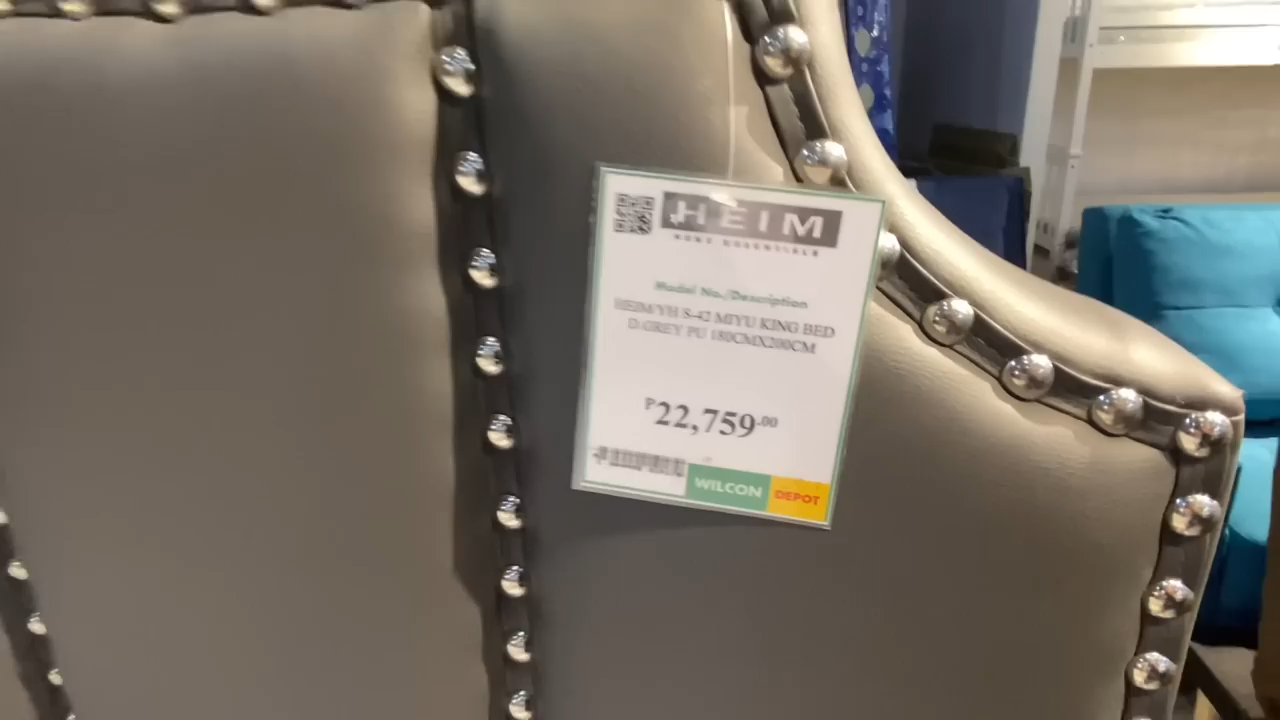 HEIM
HOME ESSENTIALS
Model No./Description
HEIM/YH S-42 MIYU KING BED
D.GREY PU 180CMX200CM
₱22,759.00
WILCON DEPOT